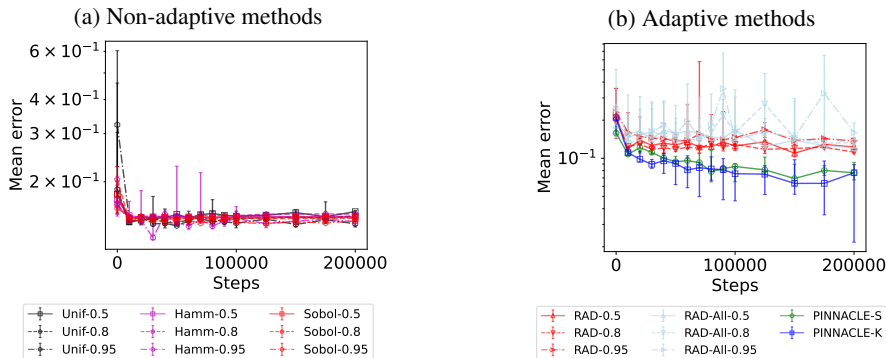 (a) Non-adaptive methods
6 × 10⁻¹
4 × 10⁻¹
3 × 10⁻¹
2 × 10⁻¹
Mean error
0 100000 200000
Steps
Unif-0.5 Hamm-0.5 Sobol-0.5
Unif-0.8 Hamm-0.8 Sobol-0.8
Unif-0.95 Hamm-0.95 Sobol-0.95
(b) Adaptive methods
10⁻¹
Mean error
0 100000 200000
Steps
RAD-0.5 RAD-All-0.5 PINNACLE-S
RAD-0.8 RAD-All-0.8 PINNACLE-K
RAD-0.95 RAD-All-0.95